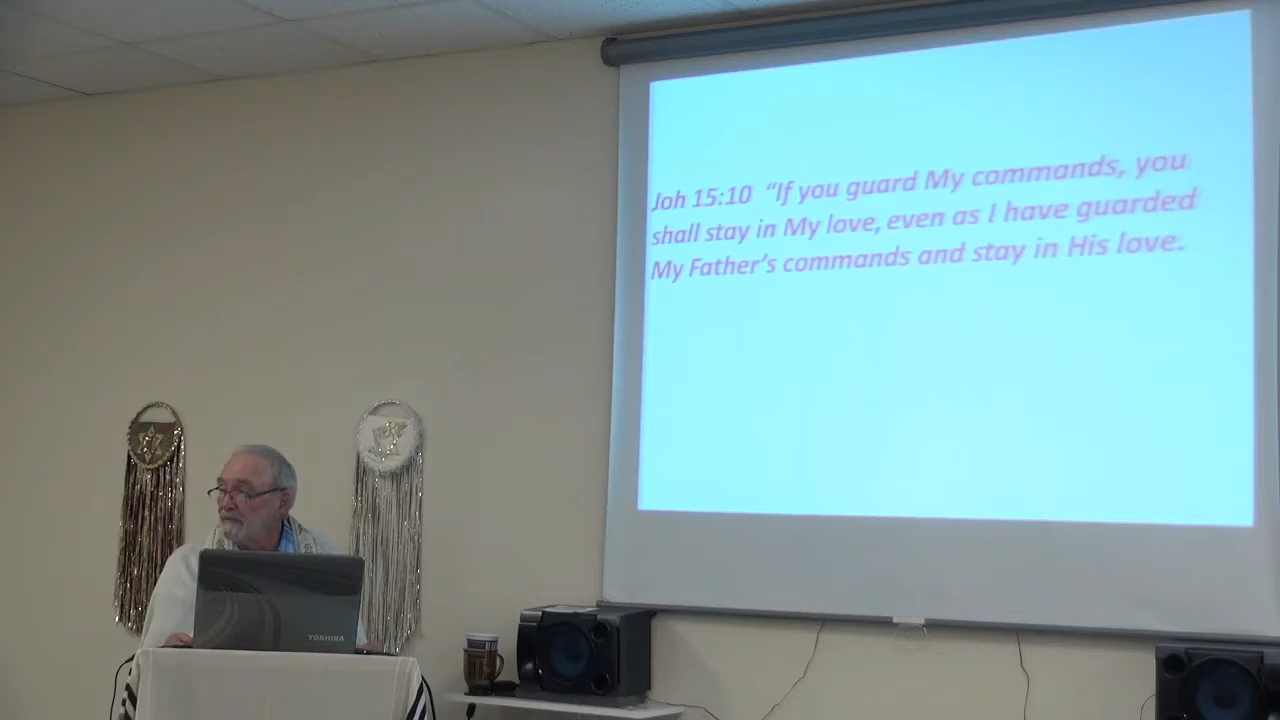 Joh 15:10 “If you guard My commands, you
shall stay in My love, even as I have guarded
My Father’s commands and stay in His love.
TOSHIBA